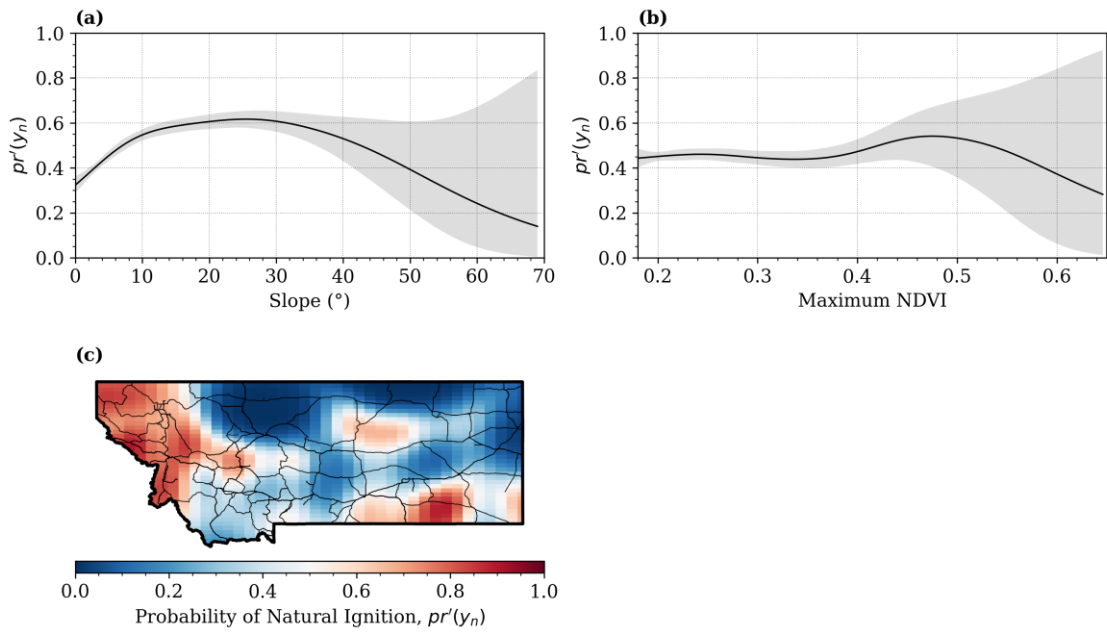 (a)
1.0
0.8
0.6
0.4
0.2
0.0
pr′(yₙ)
0 10 20 30 40 50 60 70
Slope (°)
(b)
1.0
0.8
0.6
0.4
0.2
0.0
pr′(yₙ)
0.2 0.3 0.4 0.5 0.6
Maximum NDVI
(c)
0.0 0.2 0.4 0.6 0.8 1.0
Probability of Natural Ignition, pr′(yₙ)